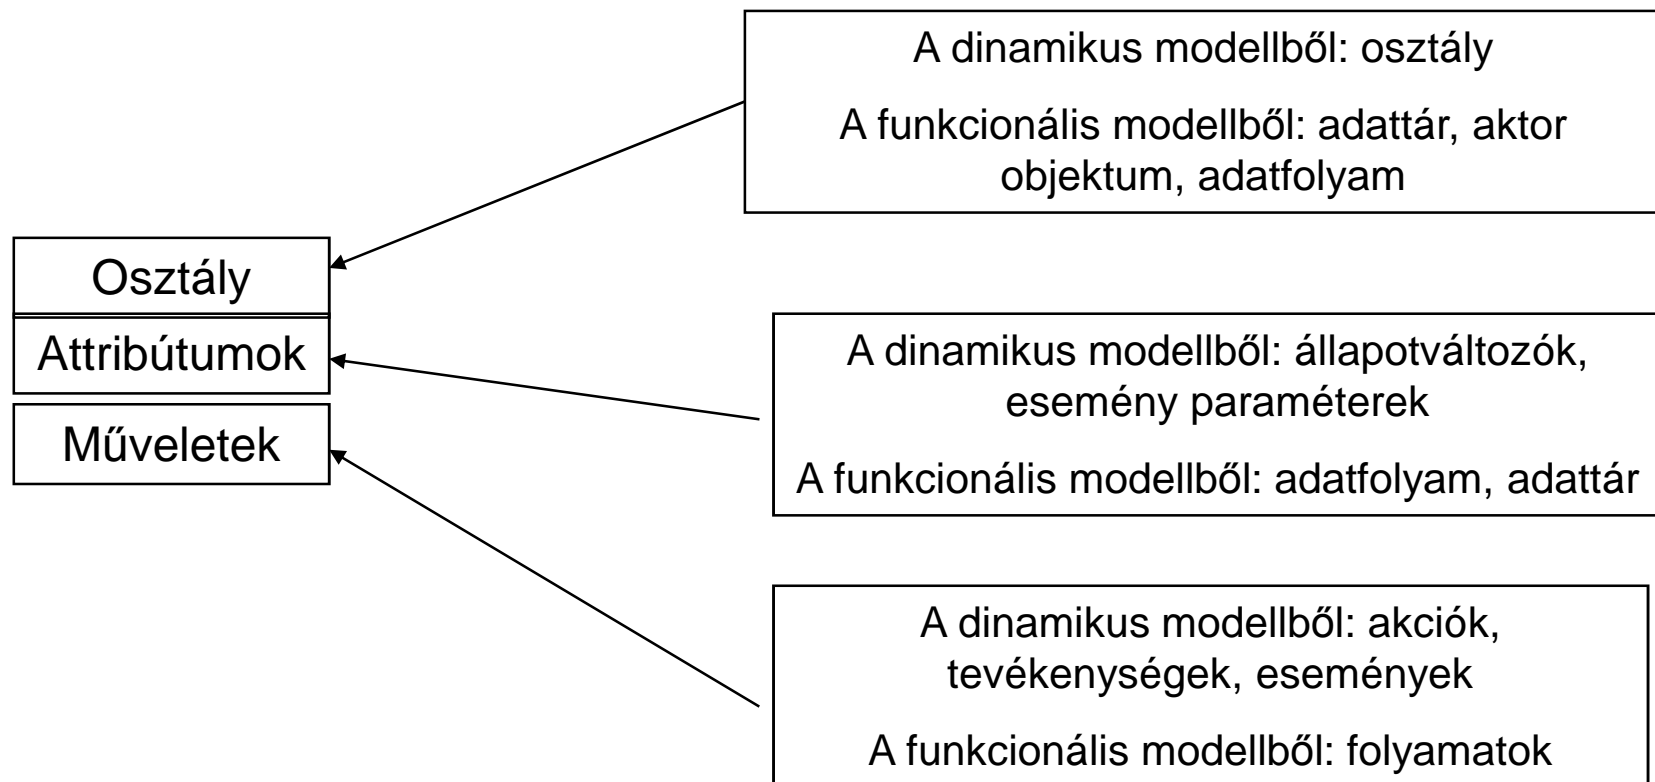 A dinamikus modellből: osztály
A funkcionális modellből: adattár, aktor
objektum, adatfolyam
Osztály
Attribútumok
Műveletek
A dinamikus modellből: állapotváltozók,
esemény paraméterek
A funkcionális modellből: adatfolyam, adattár
A dinamikus modellből: akciók,
tevékenységek, események
A funkcionális modellből: folyamatok